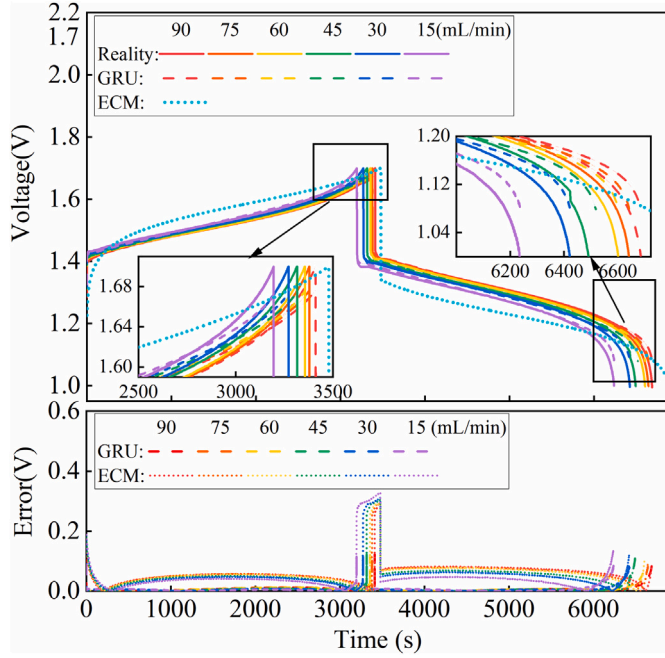 2.2
1.7
2.0
1.8
1.6
1.4
1.2
1.0
Voltage(V)
90 75 60 45 30 15(mL/min)
Reality:
GRU:
ECM:
1.20
1.12
1.04
6200 6400 6600
1.68
1.64
1.60
2500 3000 3500
0.6
0.4
0.2
0.0
Error(V)
90 75 60 45 30 15 (mL/min)
GRU:
ECM:
0 1000 2000 3000 4000 5000 6000
Time (s)